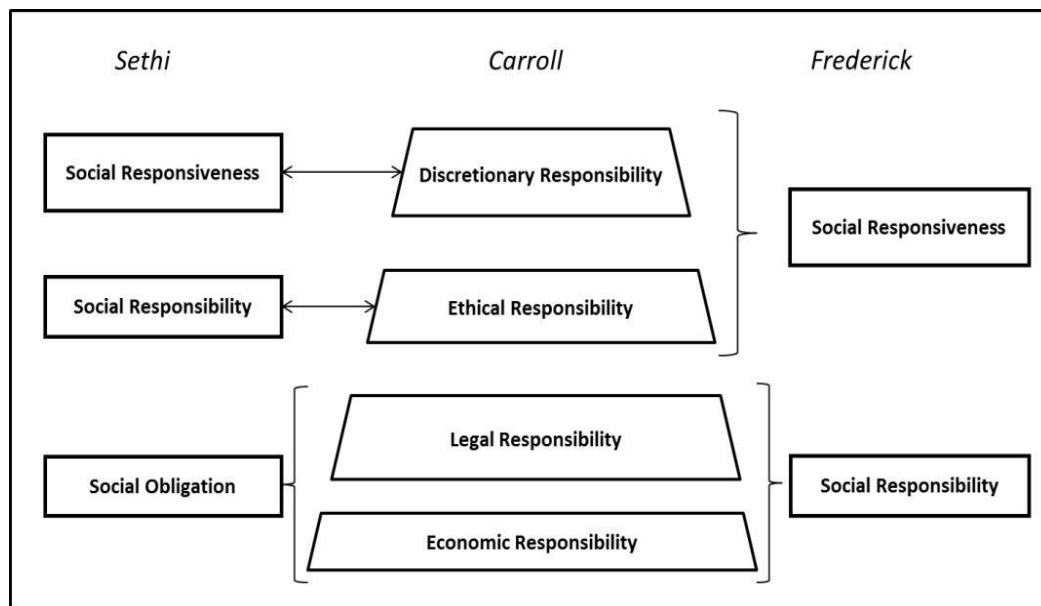 Sethi
Carroll
Frederick
Social Responsiveness
Discretionary Responsibility
Social Responsiveness
Social Responsibility
Ethical Responsibility
Legal Responsibility
Social Obligation
Social Responsibility
Economic Responsibility